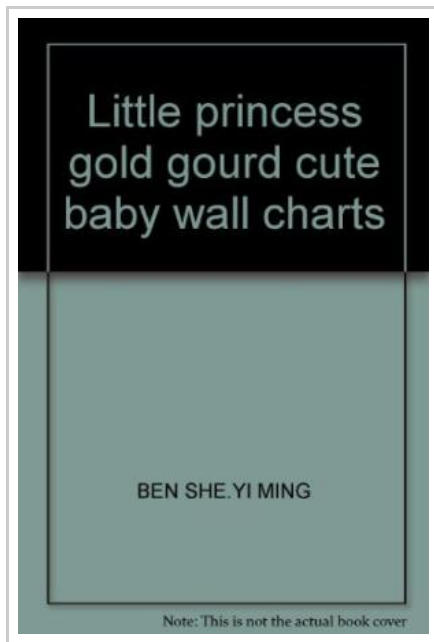 Little princess
gold gourd cute
baby wall charts
BEN SHE.YI MING
Note: This is not the actual book cover